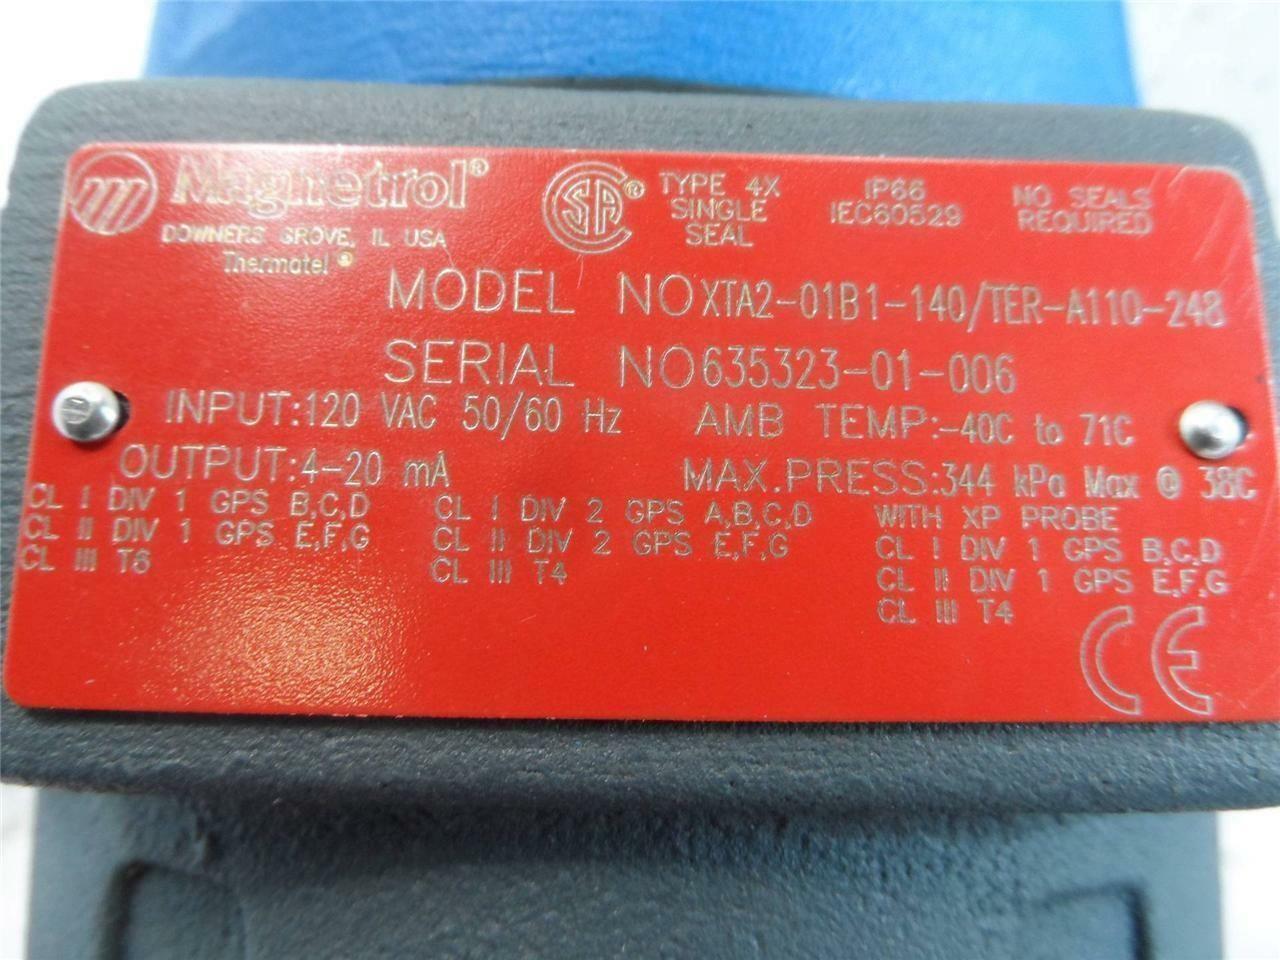 Magnetrol®
DOWNERS GROVE, IL USA
Thermatel®
CSA®
TYPE 4X
SINGLE
SEAL
IP66
IEC60529
NO SEALS
REQUIRED
MODEL NO XTA2-01B1-140/TER-A110-248
SERIAL NO 635323-01-006
INPUT:120 VAC 50/60 Hz AMB TEMP:-40C to 71C
OUTPUT:4-20 mA MAX.PRESS:344 kPa Max @ 38C
CL I DIV 1 GPS B,C,D
CL II DIV 1 GPS E,F,G
CL III T6
CL I DIV 2 GPS A,B,C,D
CL II DIV 2 GPS E,F,G
CL III T4
WITH XP PROBE
CL I DIV 1 GPS B,C,D
CL II DIV 1 GPS E,F,G
CL III T4
CE